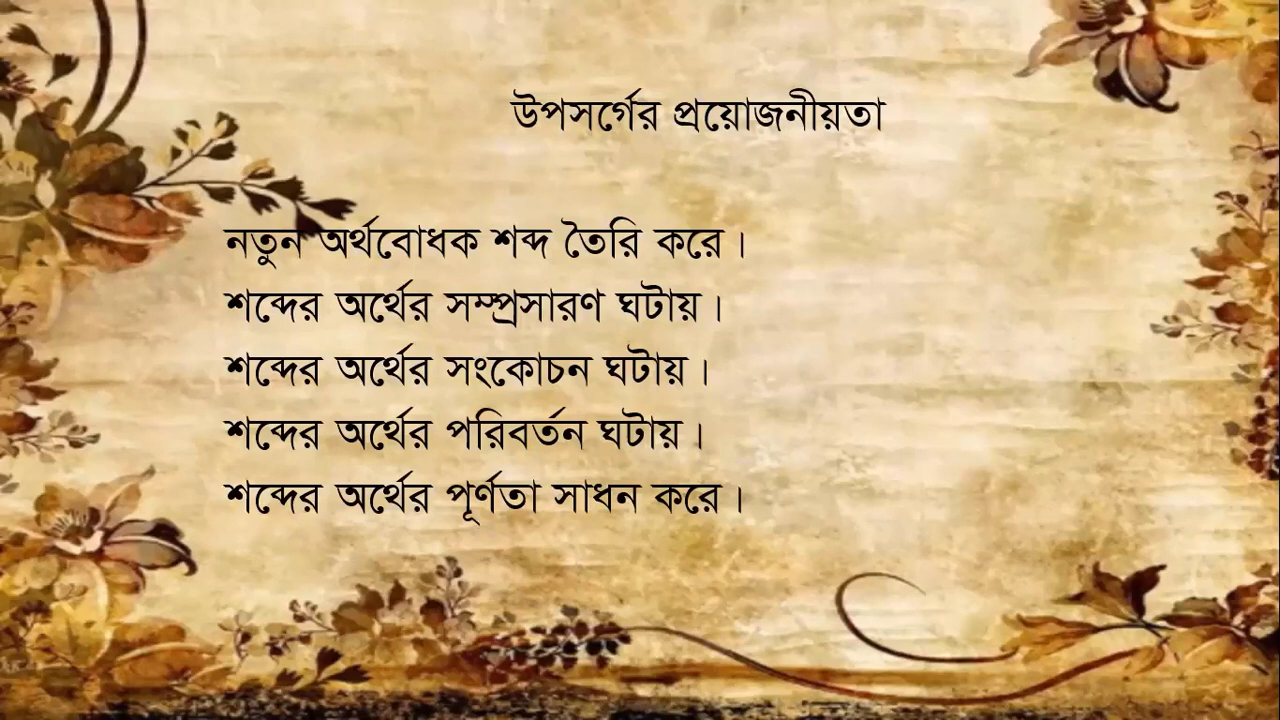 উপসর্গের প্রয়োজনীয়তা
নতুন অর্থবোধক শব্দ তৈরি করে।
শব্দের অর্থের সম্প্রসারণ ঘটায়।
শব্দের অর্থের সংকোচন ঘটায়।
শব্দের অর্থের পরিবর্তন ঘটায়।
শব্দের অর্থের পূর্ণতা সাধন করে।